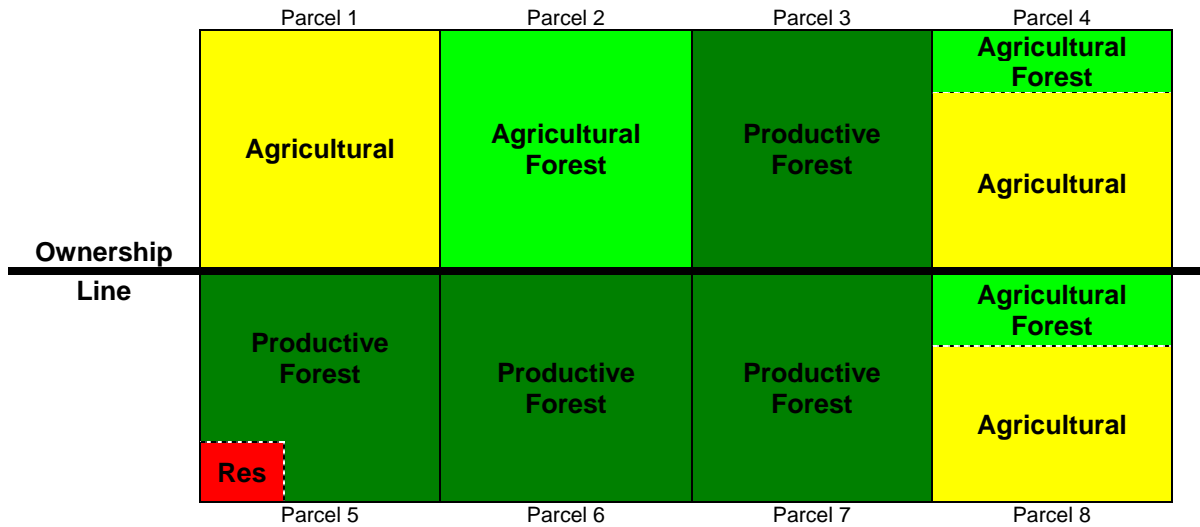 Parcel 1
Parcel 2
Parcel 3
Parcel 4
Agricultural
Agricultural
Forest
Productive
Forest
Agricultural
Forest
Agricultural
Ownership
Line
Productive
Forest
Res
Productive
Forest
Productive
Forest
Agricultural
Forest
Agricultural
Parcel 5
Parcel 6
Parcel 7
Parcel 8